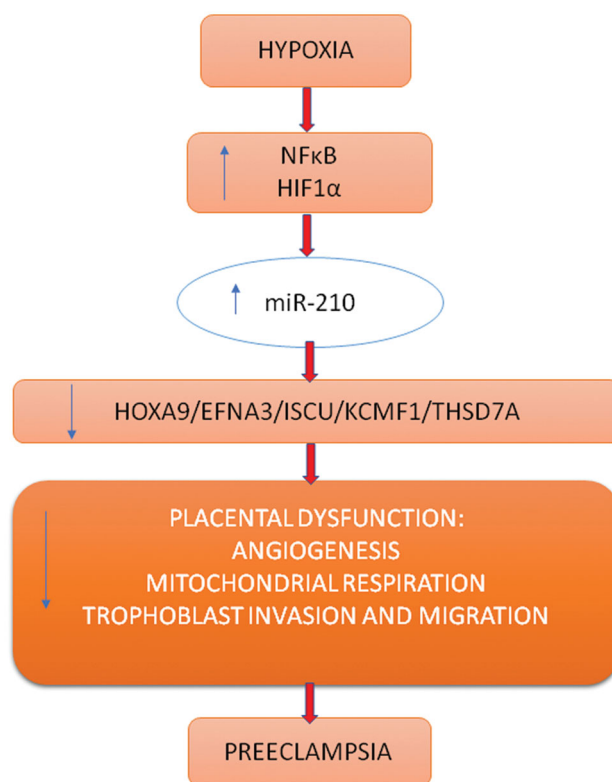 HYPOXIA
NFκB
HIF1α
miR-210
HOXA9/EFNA3/ISCU/KCMF1/THSD7A
PLACENTAL DYSFUNCTION:
ANGIOGENESIS
MITOCHONDRIAL RESPIRATION
TROPHOBLAST INVASION AND MIGRATION
PREECLAMPSIA